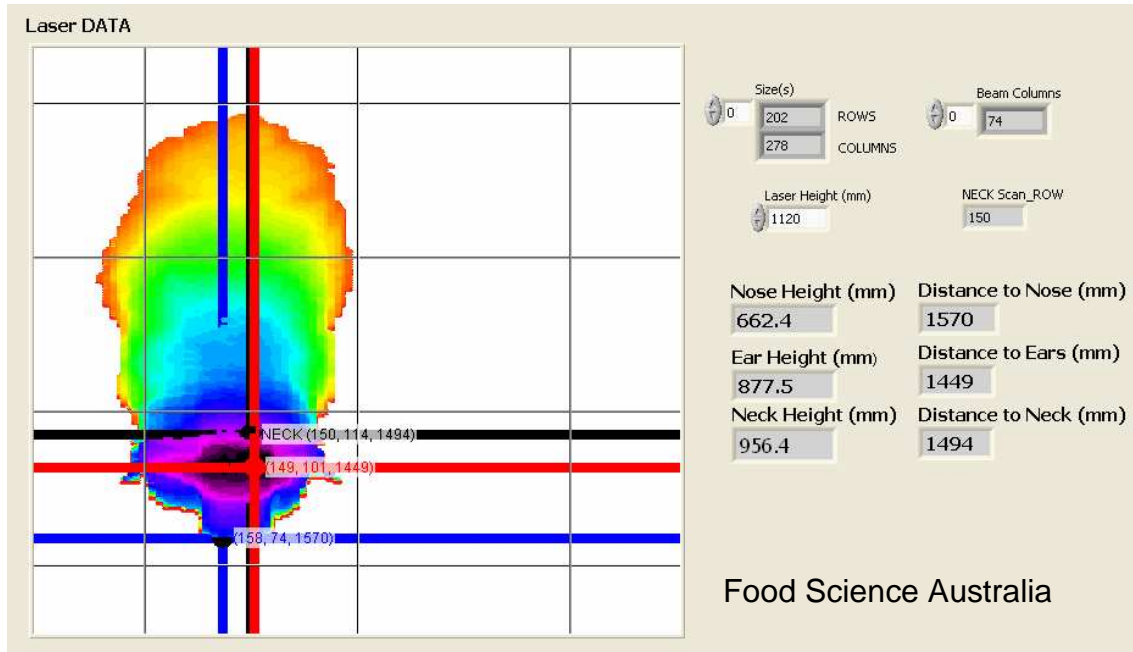 Laser DATA
NECK (150, 114, 1494)
(149, 101, 1449)
(158, 74, 1570)
Size(s)
0
202
ROWS
278
COLUMNS
Beam Columns
0
74
Laser Height (mm)
1120
NECK Scan_ROW
150
Nose Height (mm)
662.4
Distance to Nose (mm)
1570
Ear Height (mm)
877.5
Distance to Ears (mm)
1449
Neck Height (mm)
956.4
Distance to Neck (mm)
1494
Food Science Australia